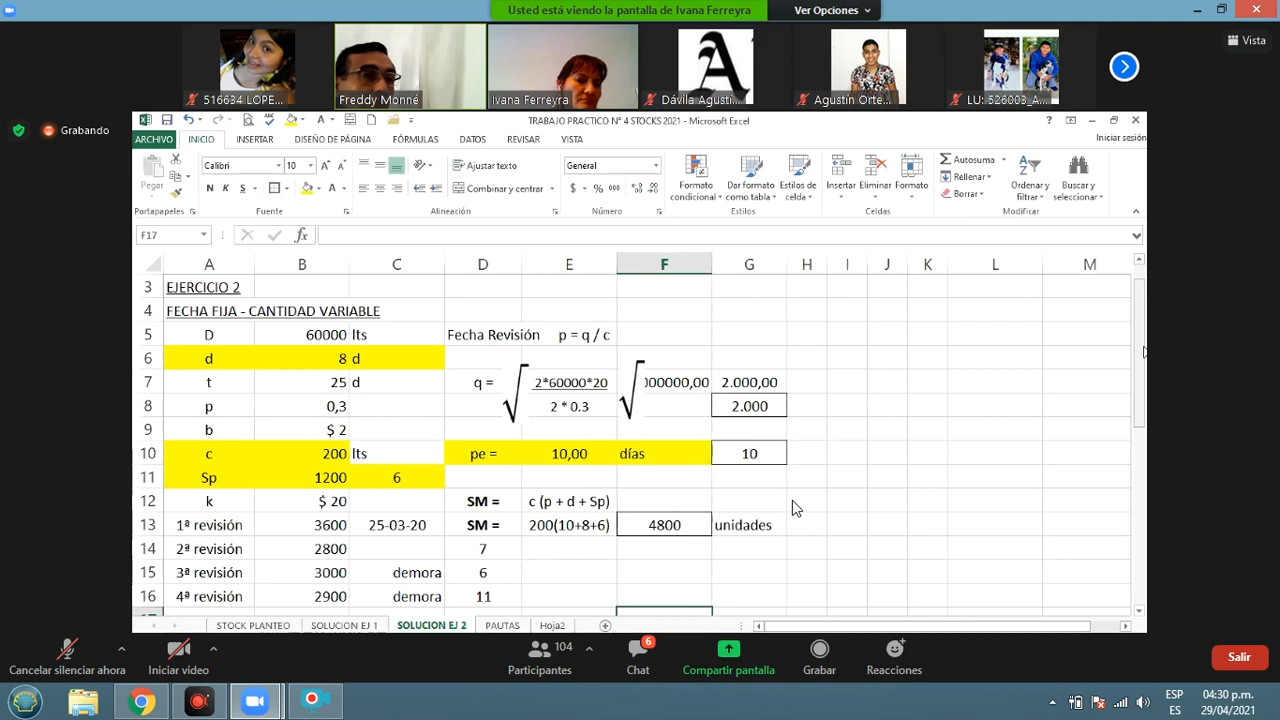 Usted está viendo la pantalla de Ivana Ferreyra
Ver Opciones
Vista
516634 LOPE...
Freddy Monné
Ivana Ferreyra
Dávila Agusti...
Agustín Orte...
LU: 526003_A...
Grabando
TRABAJO PRACTICO N° 4 STOCKS 2021 - Microsoft Excel
ARCHIVO INICIO INSERTAR DISEÑO DE PÁGINA FÓRMULAS DATOS REVISAR VISTA
Iniciar sesión
Pegar
Calibri 10
Ajustar texto
General
N K S
Combinar y centrar
$ % 000
Formato condicional
Dar formato como tabla
Estilos de celda
Insertar Eliminar Formato
Autosuma
Rellenar
Borrar
Ordenar y filtrar
Buscar y seleccionar
Portapapeles Fuente Alineación Número Estilos Celdas Modificar
F17
A B C D E F G H I J K L M
3 EJERCICIO 2
4 FECHA FIJA - CANTIDAD VARIABLE
5 D 60000 lts Fecha Revisión p = q / c
6 d 8 d
7 t 25 d q = √ 2*60000*20 √ 000000,00 2.000,00
8 p 0,3 2 * 0.3 2.000
9 b $ 2
10 c 200 lts pe = 10,00 días 10
11 Sp 1200 6
12 k $ 20 SM = c (p + d + Sp)
13 1ª revisión 3600 25-03-20 SM = 200(10+8+6) 4800 unidades
14 2ª revisión 2800 7
15 3ª revisión 3000 demora 6
16 4ª revisión 2900 demora 11
STOCK PLANTEO SOLUCION EJ 1 SOLUCION EJ 2 PAUTAS Hoja2
Cancelar silenciar ahora
Iniciar video
104
Participantes
6
Chat
Compartir pantalla
Grabar
Reacciones
Salir
ESP
ES
04:30 p.m.
29/04/2021